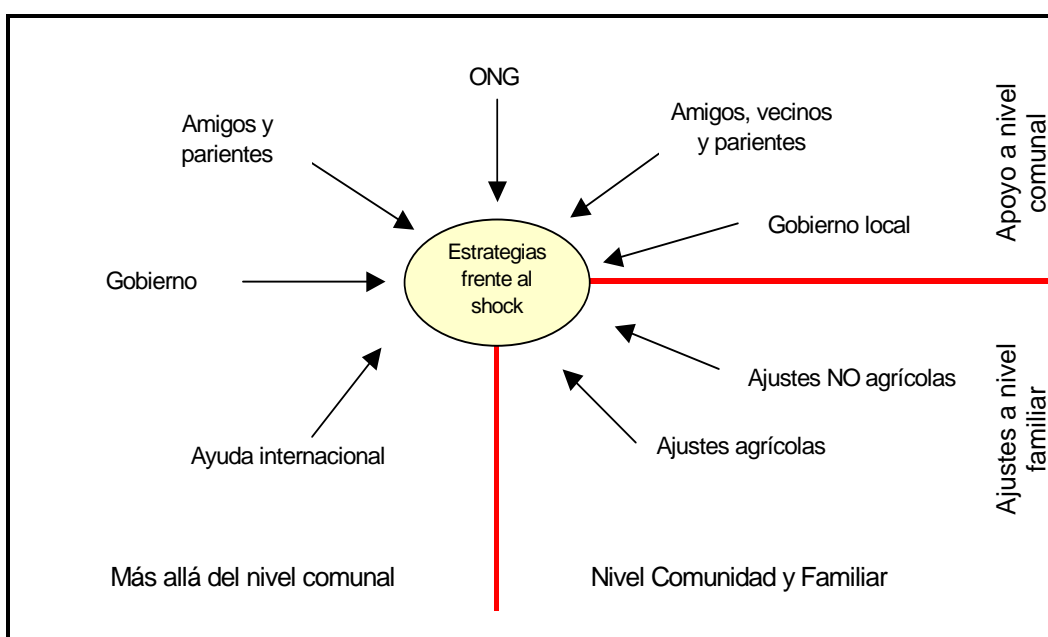 ONG
Amigos y
parientes
Amigos, vecinos
y parientes
Apoyo a nivel
comunal
Gobierno local
Estrategias
frente al
shock
Gobierno
Ajustes NO agrícolas
Ajustes a nivel
familiar
Ajustes agrícolas
Ayuda internacional
Más allá del nivel comunal
Nivel Comunidad y Familiar